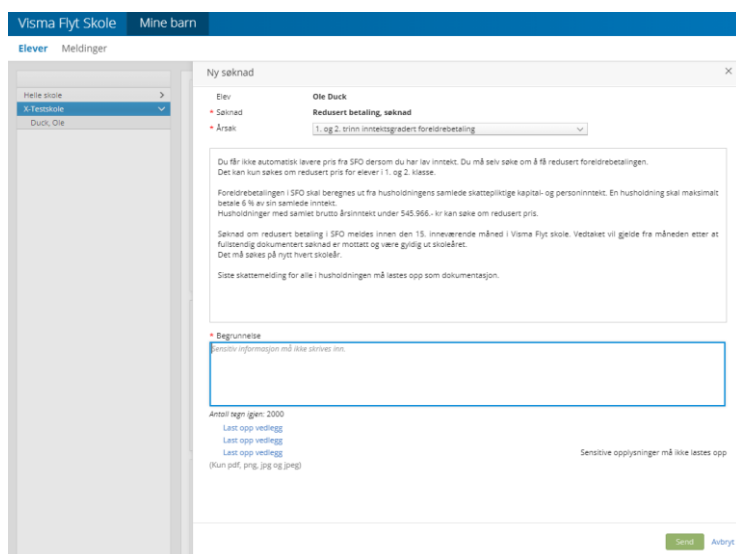 Visma Flyt Skole Mine barn
Elever Meldinger
Ny søknad ×
Helle skole
X-Testskole
Duck, Ole
Elev Ole Duck
* Søknad Redusert betaling, søknad
* Årsak 1. og 2. trinn inntektsgradert foreldrebetaling
Du får ikke automatisk lavere pris fra SFO dersom du har lav inntekt. Du må selv søke om å få redusert foreldrebetalingen.
Det kan kun søkes om redusert pris for elever i 1. og 2. klasse.
Foreldrebetalingen i SFO skal beregnes ut fra husholdningens samlede skattepliktige kapital- og personinntekt. En husholdning skal maksimalt
betale 6 % av sin samlede inntekt.
Husholdninger med samlet brutto årsinntekt under 545.966.- kr kan søke om redusert pris.
Søknad om redusert betaling i SFO meldes innen den 15. inneværende måned i Visma Flyt skole. Vedtaket vil gjelde fra måneden etter at
fullstendig dokumentert søknad er mottatt og være gyldig ut skoleåret.
Det må søkes på nytt hvert skoleår.
Siste skattemelding for alle i husholdningen må lastes opp som dokumentasjon.
* Begrunnelse
Sensitiv informasjon må ikke skrives inn.
Antall tegn igjen: 2000
Last opp vedlegg
Last opp vedlegg
Last opp vedlegg Sensitive opplysninger må ikke lastes opp
(Kun pdf, png, jpg og jpeg)
Send Avbryt